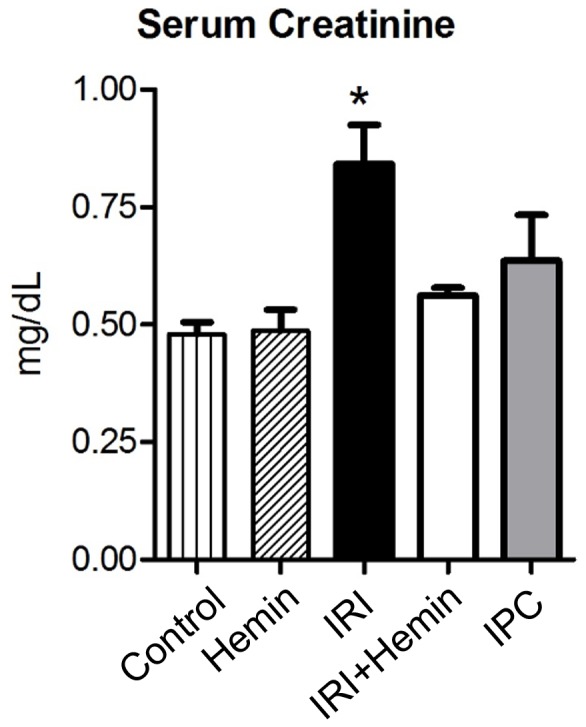 Serum Creatinine
*
1.00
0.75
0.50
0.25
0.00
mg/dL
Control
Hemin
IRI
IRI+Hemin
IPC